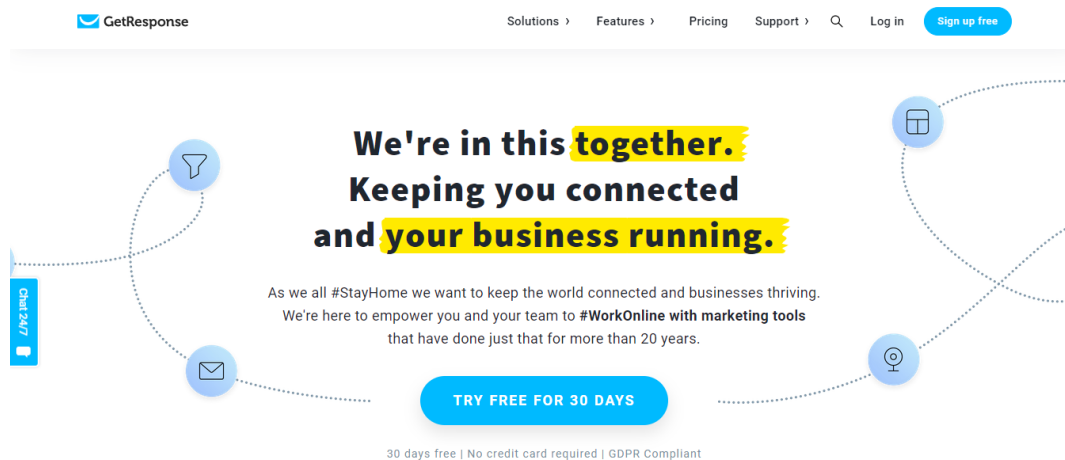 GetResponse
Solutions › Features › Pricing Support › Log in Sign up free
We're in this together.
Keeping you connected
and your business running.
As we all #StayHome we want to keep the world connected and businesses thriving.
We're here to empower you and your team to #WorkOnline with marketing tools
that have done just that for more than 20 years.
Chat 24/7
TRY FREE FOR 30 DAYS
30 days free | No credit card required | GDPR Compliant